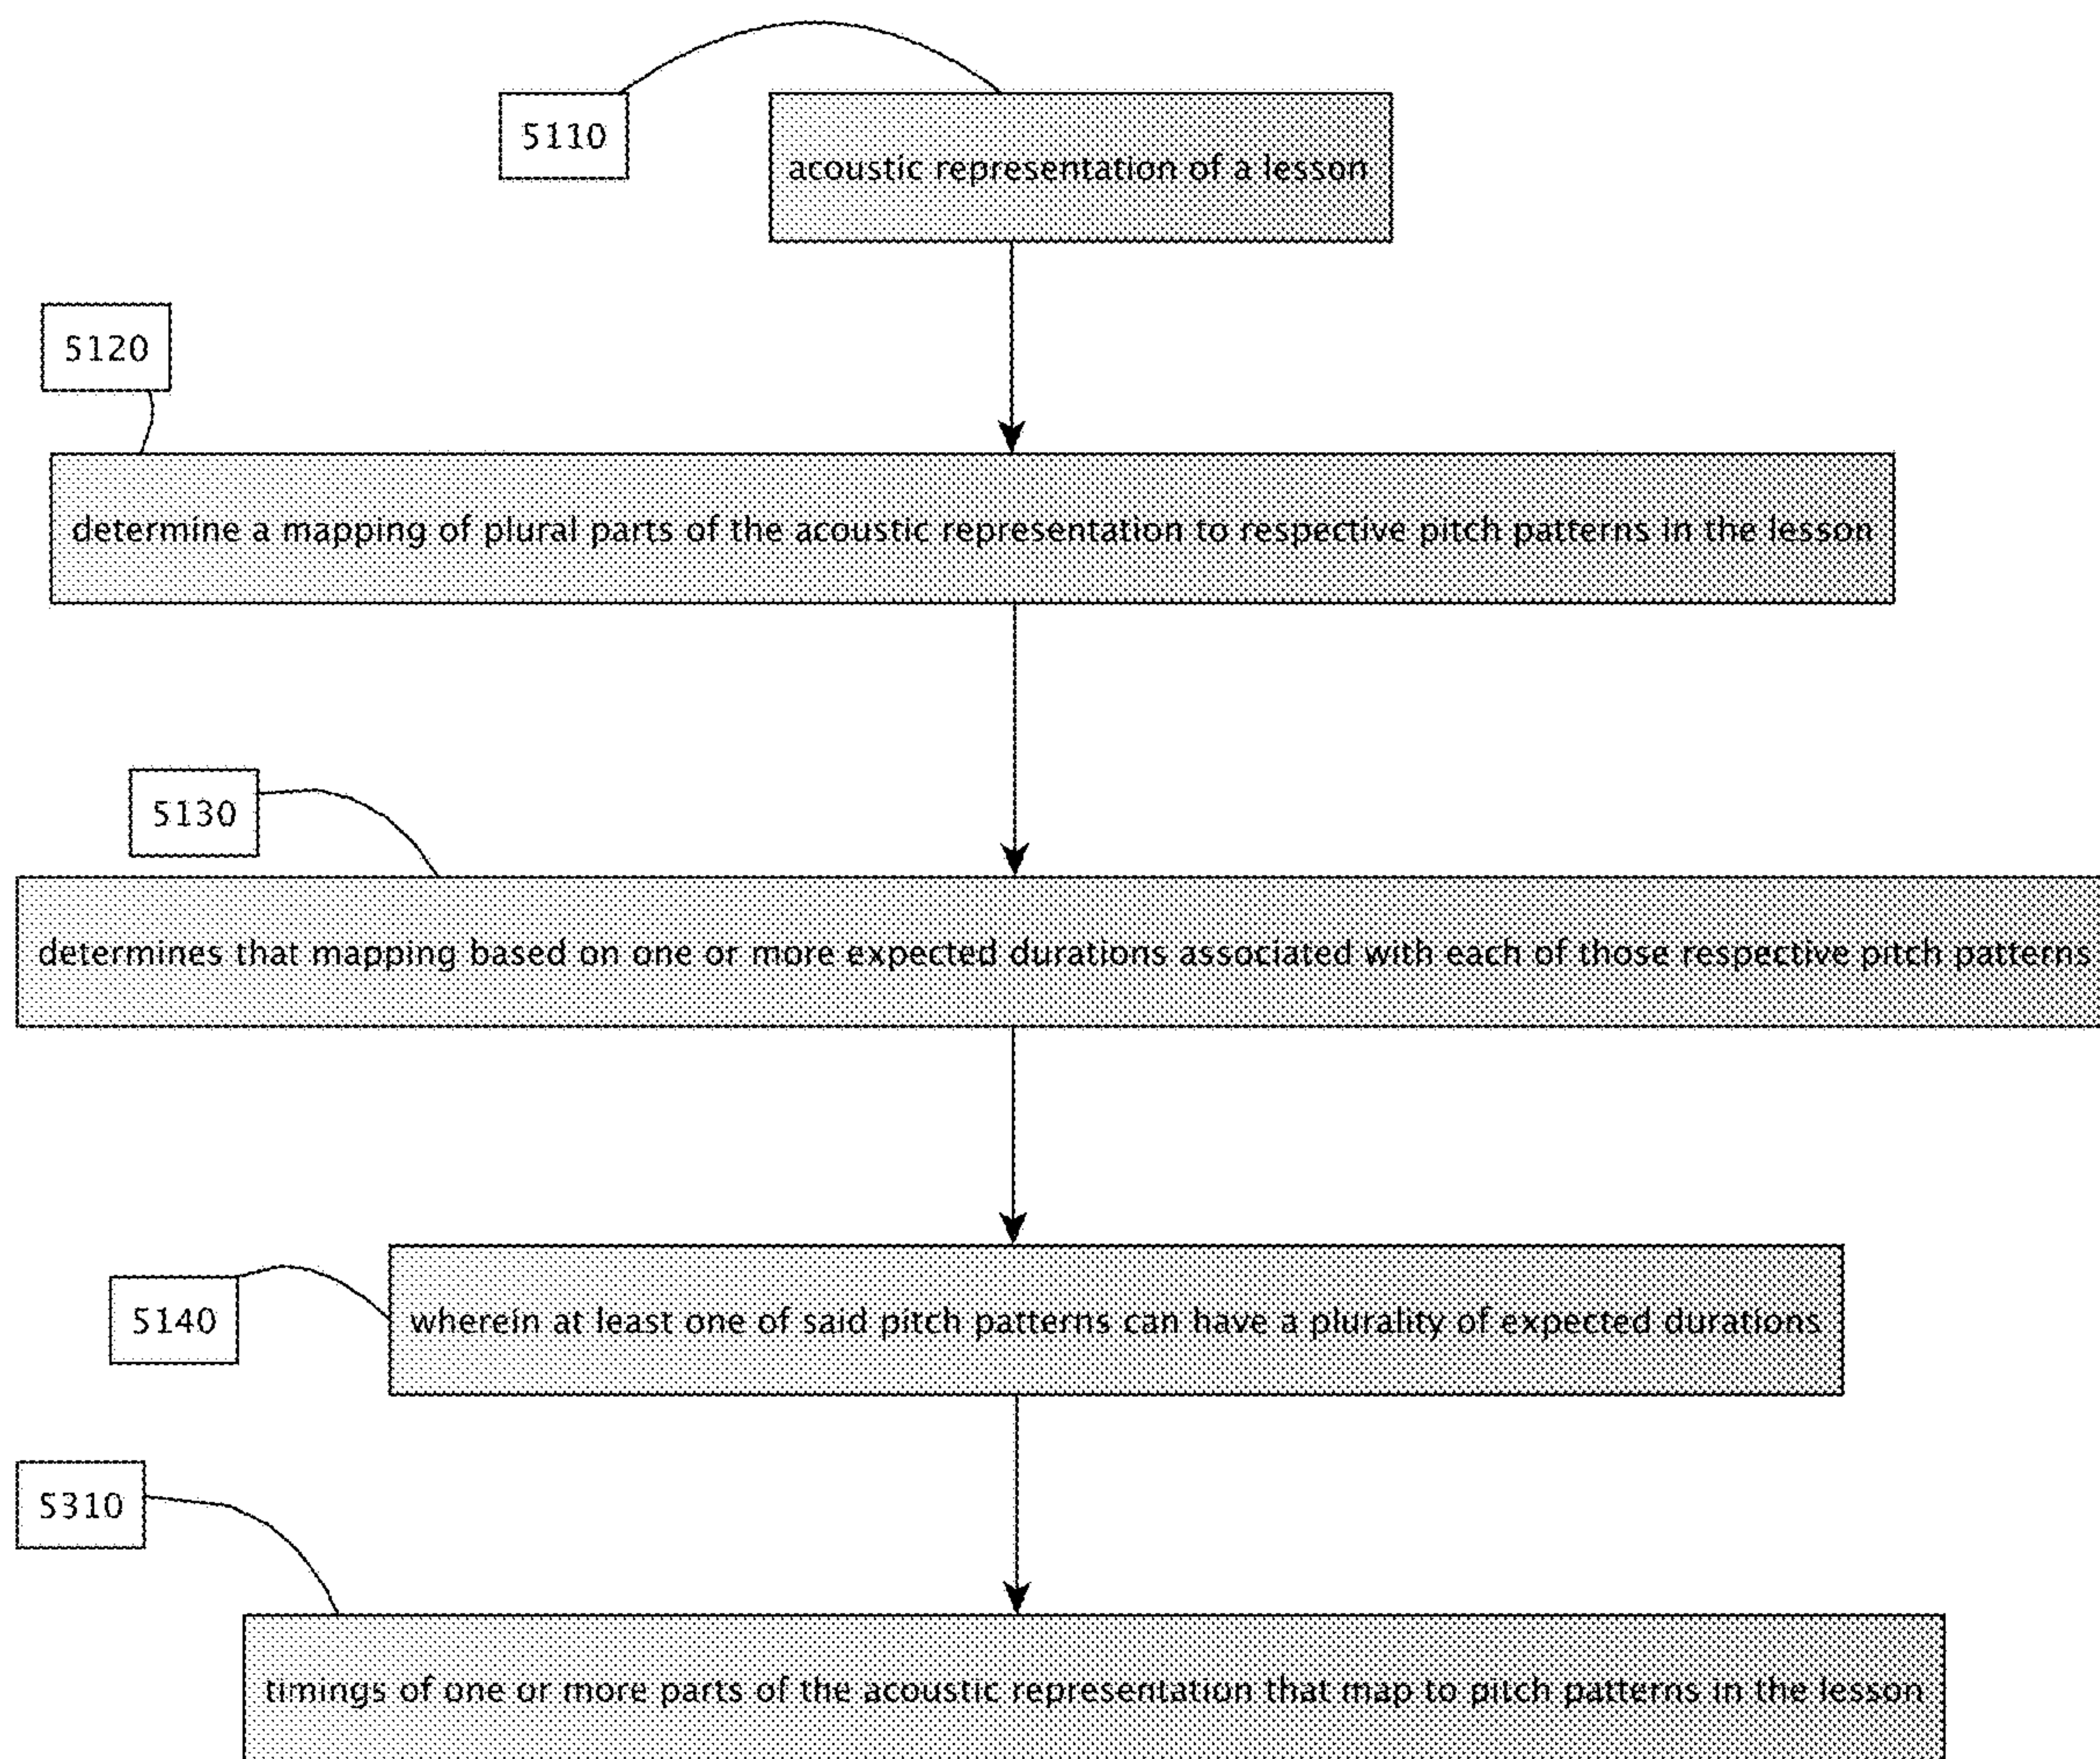 5110
acoustic representation of a lesson
5120
determine a mapping of plural parts of the acoustic representation to respective pitch patterns in the lesson
5130
determines that mapping based on one or more expected durations associated with each of those respective pitch patterns
5140
wherein at least one of said pitch patterns can have a plurality of expected durations
5310
timings of one or more parts of the acoustic representation that map to pitch patterns in the lesson